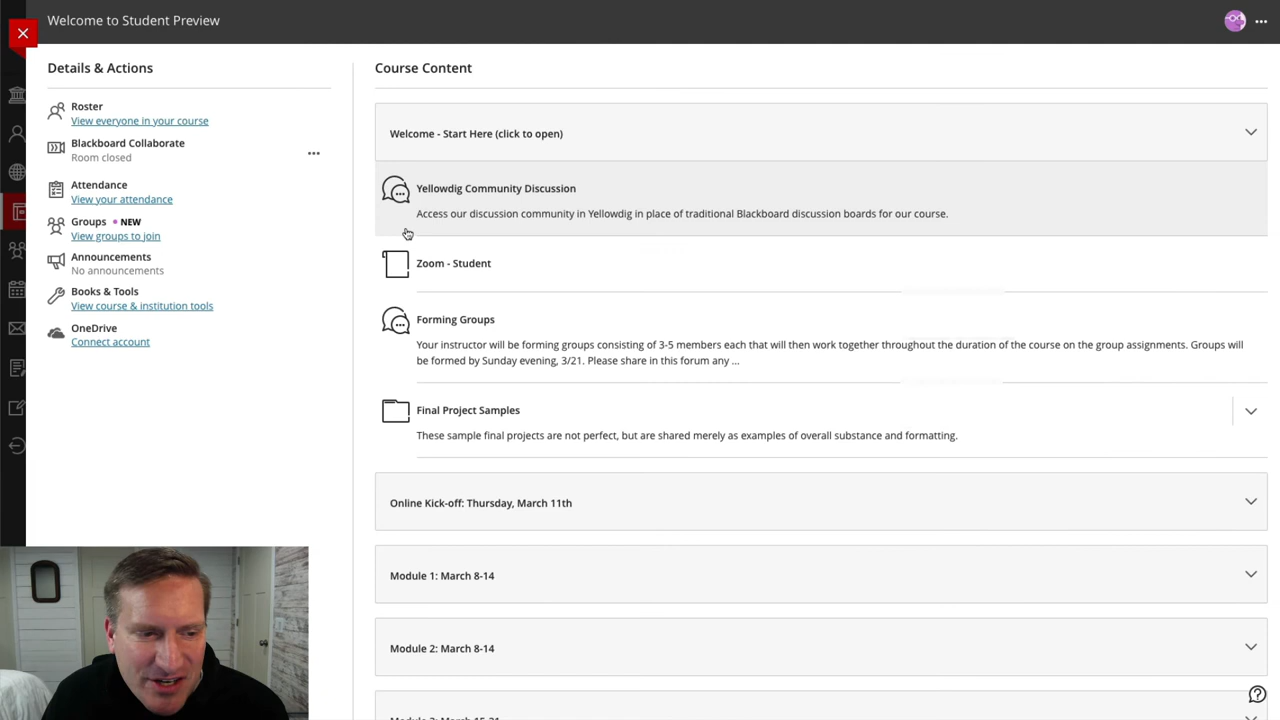 Welcome to Student Preview
Details & Actions
Roster
View everyone in your course
Blackboard Collaborate
Room closed
Attendance
View your attendance
Groups • NEW
View groups to join
Announcements
No announcements
Books & Tools
View course & institution tools
OneDrive
Connect account
Course Content
Welcome - Start Here (click to open)
Yellowdig Community Discussion
Access our discussion community in Yellowdig in place of traditional Blackboard discussion boards for our course.
Zoom - Student
Forming Groups
Your instructor will be forming groups consisting of 3-5 members each that will then work together throughout the duration of the course on the group assignments. Groups will
be formed by Sunday evening, 3/21. Please share in this forum any ...
Final Project Samples
These sample final projects are not perfect, but are shared merely as examples of overall substance and formatting.
Online Kick-off: Thursday, March 11th
Module 1: March 8-14
Module 2: March 8-14